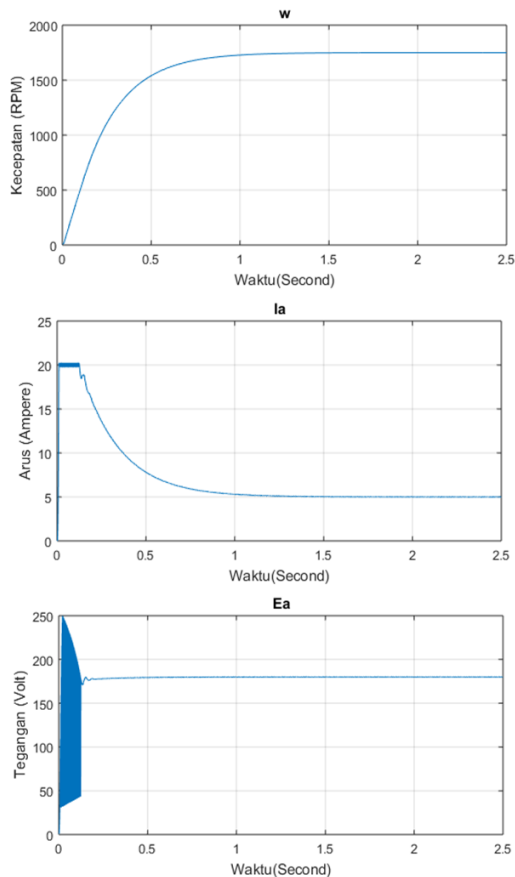 w
Kecepatan (RPM)
2000
1500
1000
500
0
0 0.5 1 1.5 2 2.5
Waktu(Second)
Ia
Arus (Ampere)
25
20
15
10
5
0
0 0.5 1 1.5 2 2.5
Waktu(Second)
Ea
Tegangan (Volt)
250
200
150
100
50
0
0 0.5 1 1.5 2 2.5
Waktu(Second)